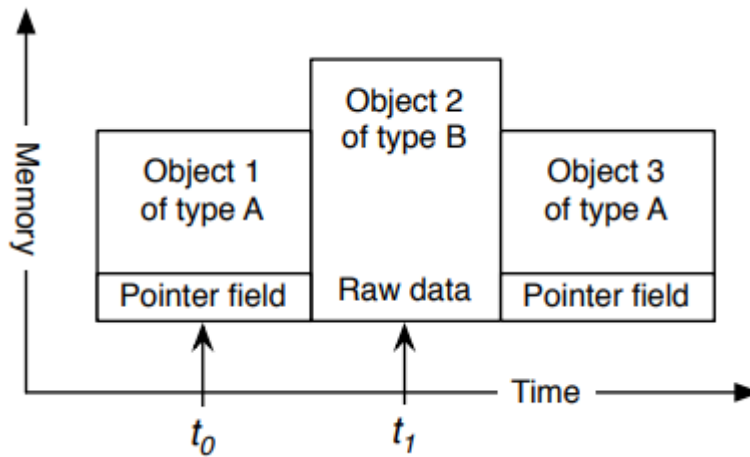 Memory
Object 1
of type A
Pointer field
Object 2
of type B
Raw data
Object 3
of type A
Pointer field
Time
t0
t1